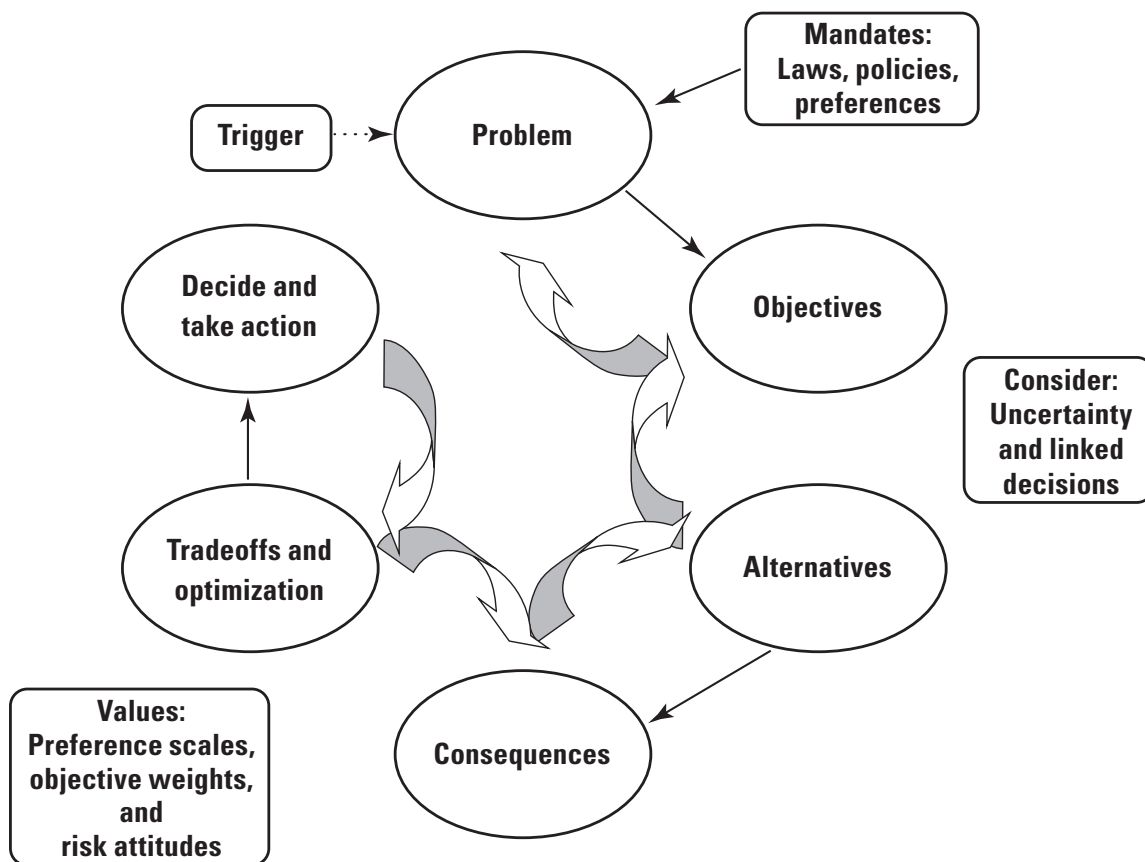 Mandates:
Laws, policies,
preferences
Trigger
Problem
Decide and
take action
Objectives
Consider:
Uncertainty
and linked
decisions
Tradeoffs and
optimization
Alternatives
Values:
Preference scales,
objective weights,
and
risk attitudes
Consequences